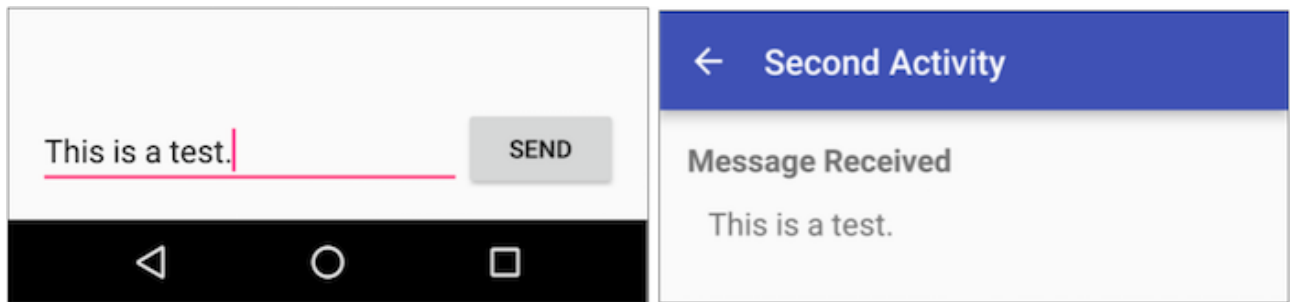 This is a test.
SEND
Second Activity
Message Received
This is a test.